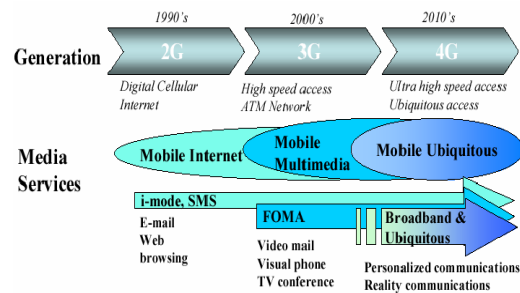 1990's 2000's 2010's
Generation 2G 3G 4G
Digital Cellular
Internet
High speed access
ATM Network
Ultra high speed access
Ubiquitous access
Media
Services
Mobile Internet
Mobile
Multimedia
Mobile Ubiquitous
i-mode, SMS
E-mail
Web
browsing
FOMA
Video mail
Visual phone
TV conference
Broadband &
Ubiquitous
Personalized communications
Reality communications